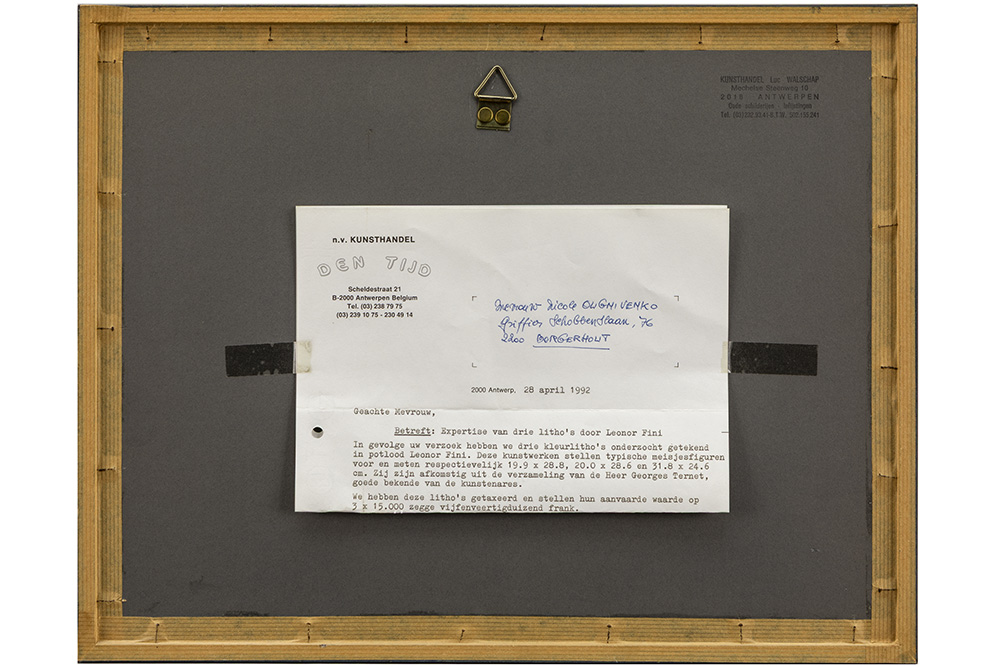 KUNSTHANDEL Luc. WALSCHAP
Mechelse Steenweg 10
ANTWERPEN
n.v. KUNSTHANDEL
DEN TIJD
Scheldestraat 21
B-2000 Antwerpen Belgium
Tel. (03) 238 79 75
(03) 239 10 75 - 230 49 14
Mevrouw Nicole OUGNIVENKO
Griffier Schobbenslaan, 76
2200 BORGERHOUT
2000 Antwerp, 28 april 1992
Geachte Mevrouw,
Betreft: Expertise van drie litho's door Leonor Fini
In gevolge uw verzoek hebben we drie kleurlitho's onderzocht getekend
in potlood Leonor Fini. Deze kunstwerken stellen typische meisjesfiguren
voor en meten respectievelijk 19.9 x 28.8, 20.0 x 28.6 en 31.8 x 24.6
cm. Zij zijn afkomstig uit de verzameling van de Heer Georges Ternet,
goede bekende van de kunstenares.
We hebben deze litho's getaxeerd en stellen hun aanvaarde waarde op
3 x 15.000 zegge vijfenveertigduizend frank.